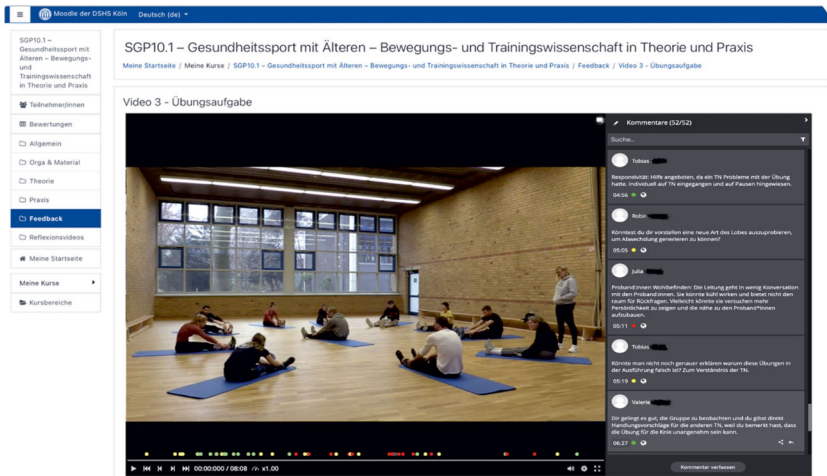 Moodle der DSHS Köln
Deutsch (de)
SGP10.1 –
Gesundheitssport mit
Älteren – Bewegungs-
und
Trainingswissenschaft
in Theorie und Praxis
Teilnehmer/innen
Bewertungen
Allgemein
Orga & Material
Theorie
Praxis
Feedback
Reflexionsvideos
Meine Startseite
Meine Kurse
Kursbereiche
SGP10.1 – Gesundheitssport mit Älteren – Bewegungs- und Trainingswissenschaft in Theorie und Praxis
Meine Startseite / Meine Kurse / SGP10.1 – Gesundheitssport mit Älteren – Bewegungs- und Trainingswissenschaft in Theorie und Praxis / Feedback / Video 3 - Übungsaufgabe
Video 3 - Übungsaufgabe
00:00:000 / 08:08
x1.00
Kommentare (52/52)
Suche...
Tobias
Responsivität: Hilfe angeboten, da ein TN Probleme mit der Übung
hatte. Individuell auf TN eingegangen und auf Pausen hingewiesen.
04:56
Robin
Könntest du dir vorstellen eine neue Art des Lobes auszuprobieren,
um Abwechslung generieren zu können?
05:05
Julia
Proband:innen Wohlbefinden: Die Leitung geht in wenig Konversation
mit den Proband:innen. Sie könnte kühl wirken und bietet nicht den
raum für Rückfragen. Vielleicht könnte sie versuchen mehr
Persönlichkeit zu zeigen und die nähe zu den Proband*innen
aufzubauen.
05:11
Tobias
Könnte man nicht noch genauer erklären warum diese Übungen in
der Ausführung falsch ist? Zum Verständnis der TN.
05:19
Valerie
Dir gelingt es gut, die Gruppe zu beobachten und du gibst direkt
Handlungsvorschläge für die anderen TN, weil du bemerkt hast, dass
die Übung für die Knie unangenehm sein kann.
06:27
Kommentar verfassen